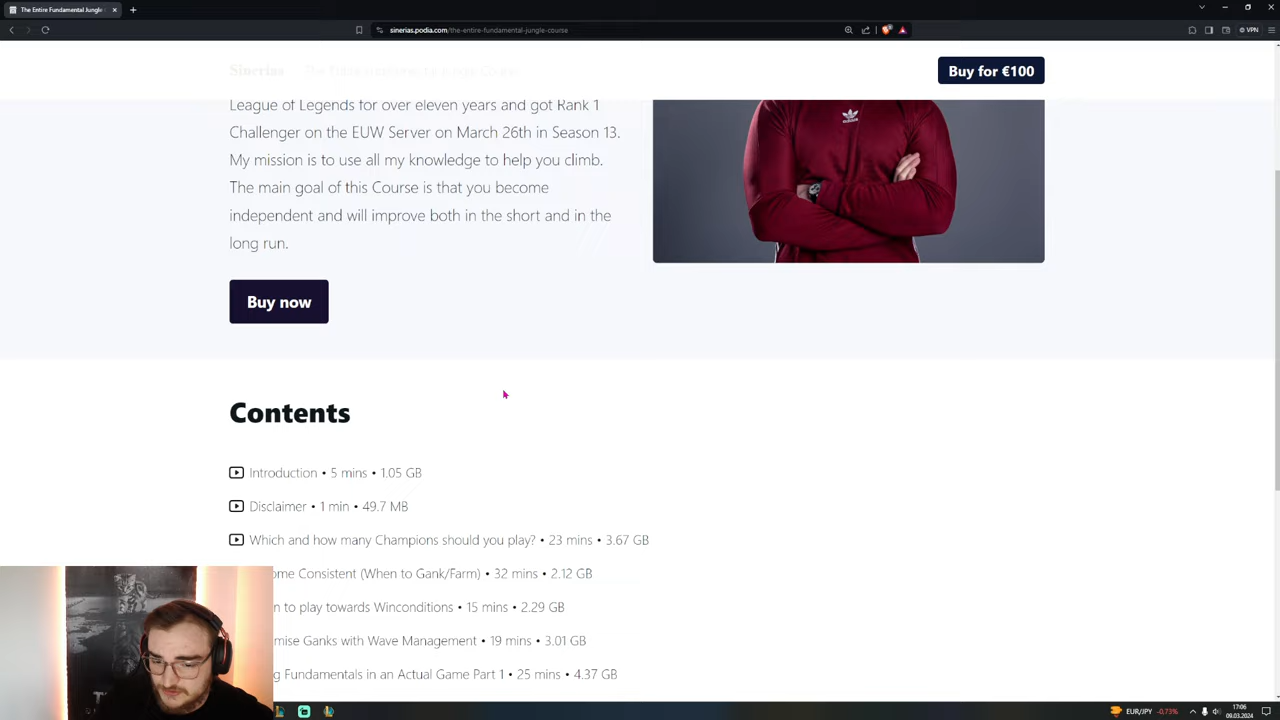 The Entire Fundamental Jungle
sinerias.podia.com/the-entire-fundamental-jungle-course
VPN
Sinerias The Entire Fundamental Jungle Course
Buy for €100
League of Legends for over eleven years and got Rank 1
Challenger on the EUW Server on March 26th in Season 13.
My mission is to use all my knowledge to help you climb.
The main goal of this Course is that you become
independent and will improve both in the short and in the
long run.
Buy now
Contents
Introduction • 5 mins • 1.05 GB
Disclaimer • 1 min • 49.7 MB
Which and how many Champions should you play? • 23 mins • 3.67 GB
ome Consistent (When to Gank/Farm) • 32 mins • 2.12 GB
n to play towards Winconditions • 15 mins • 2.29 GB
mise Ganks with Wave Management • 19 mins • 3.01 GB
g Fundamentals in an Actual Game Part 1 • 25 mins • 4.37 GB
EUR/JPY -0,73%
17:06
09.03.2024